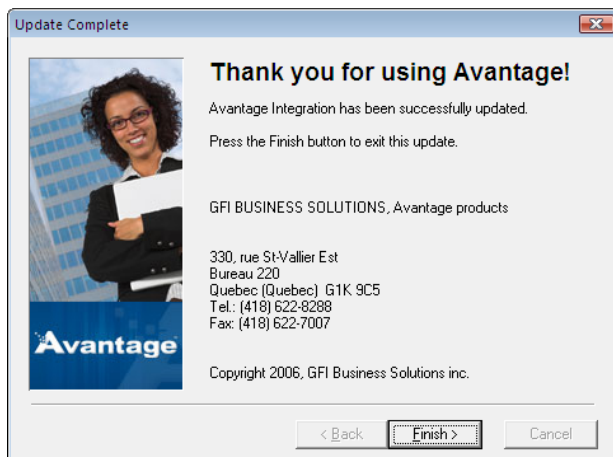 Update Complete
Thank you for using Avantage!
Avantage Integration has been successfully updated.
Press the Finish button to exit this update.
GFI BUSINESS SOLUTIONS, Avantage products
330, rue St-Vallier Est
Bureau 220
Quebec (Quebec) G1K 9C5
Tel.: (418) 622-8288
Fax: (418) 622-7007
Avantage
Copyright 2006, GFI Business Solutions inc.
< Back
Finish >
Cancel